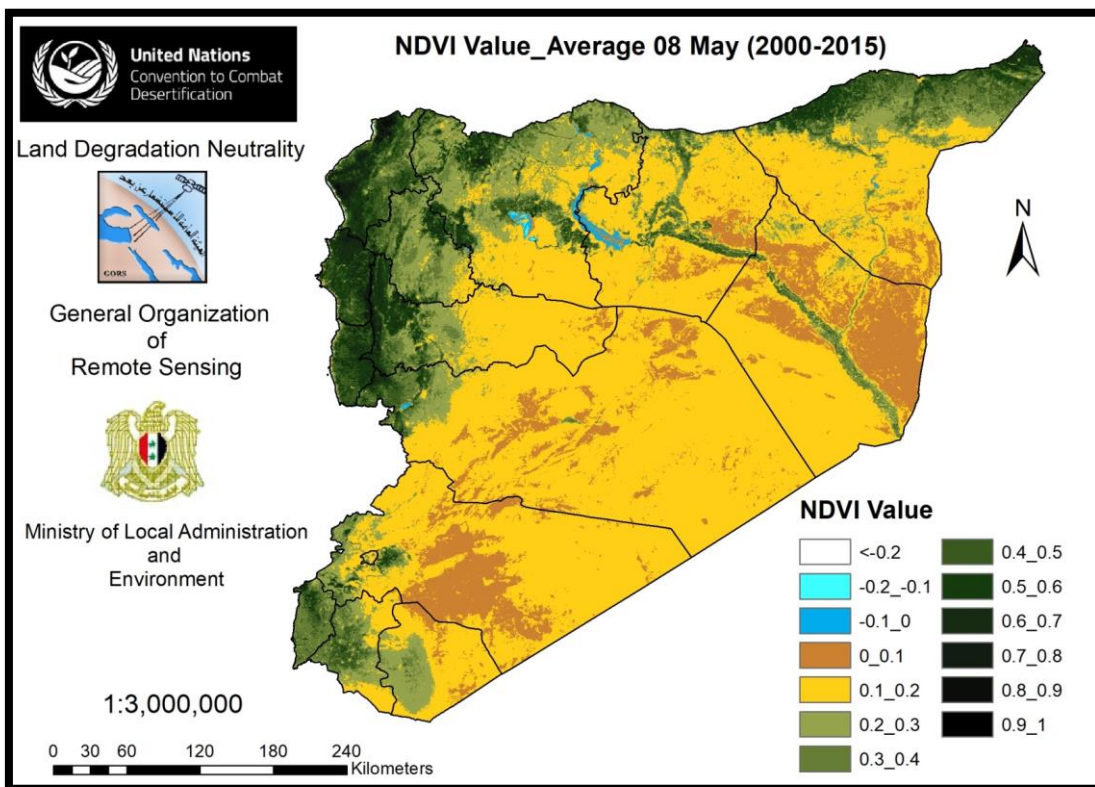 United Nations
Convention to Combat
Desertification
NDVI Value_Average 08 May (2000-2015)
Land Degradation Neutrality
GORS
General Organization
of
Remote Sensing
Ministry of Local Administration
and
Environment
1:3,000,000
0 30 60 120 180 240
Kilometers
N
NDVI Value
<-0.2
-0.2_-0.1
-0.1_0
0_0.1
0.1_0.2
0.2_0.3
0.3_0.4
0.4_0.5
0.5_0.6
0.6_0.7
0.7_0.8
0.8_0.9
0.9_1